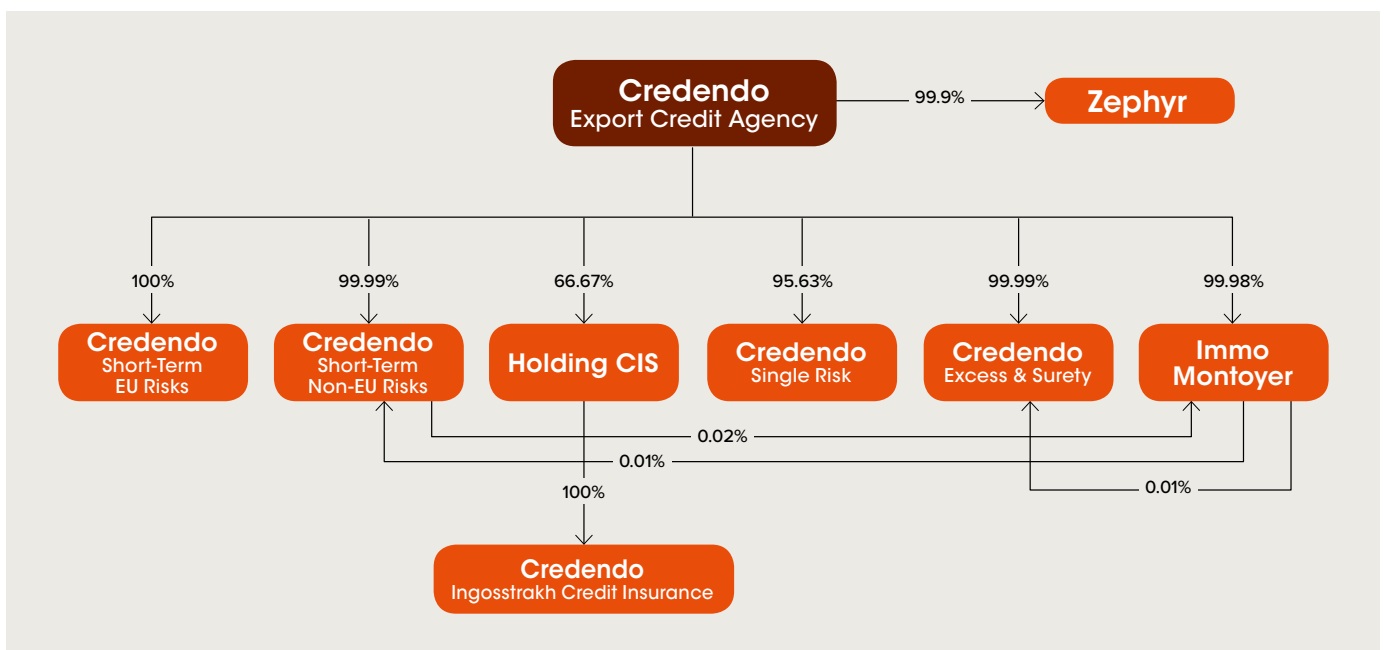 Credendo
Export Credit Agency
99.9%
Zephyr
100%
99.99%
66.67%
95.63%
99.99%
99.98%
Credendo
Short-Term
EU Risks
Credendo
Short-Term
Non-EU Risks
Holding CIS
Credendo
Single Risk
Credendo
Excess & Surety
Immo
Montoyer
0.02%
0.01%
100%
0.01%
Credendo
Ingosstrakh Credit Insurance